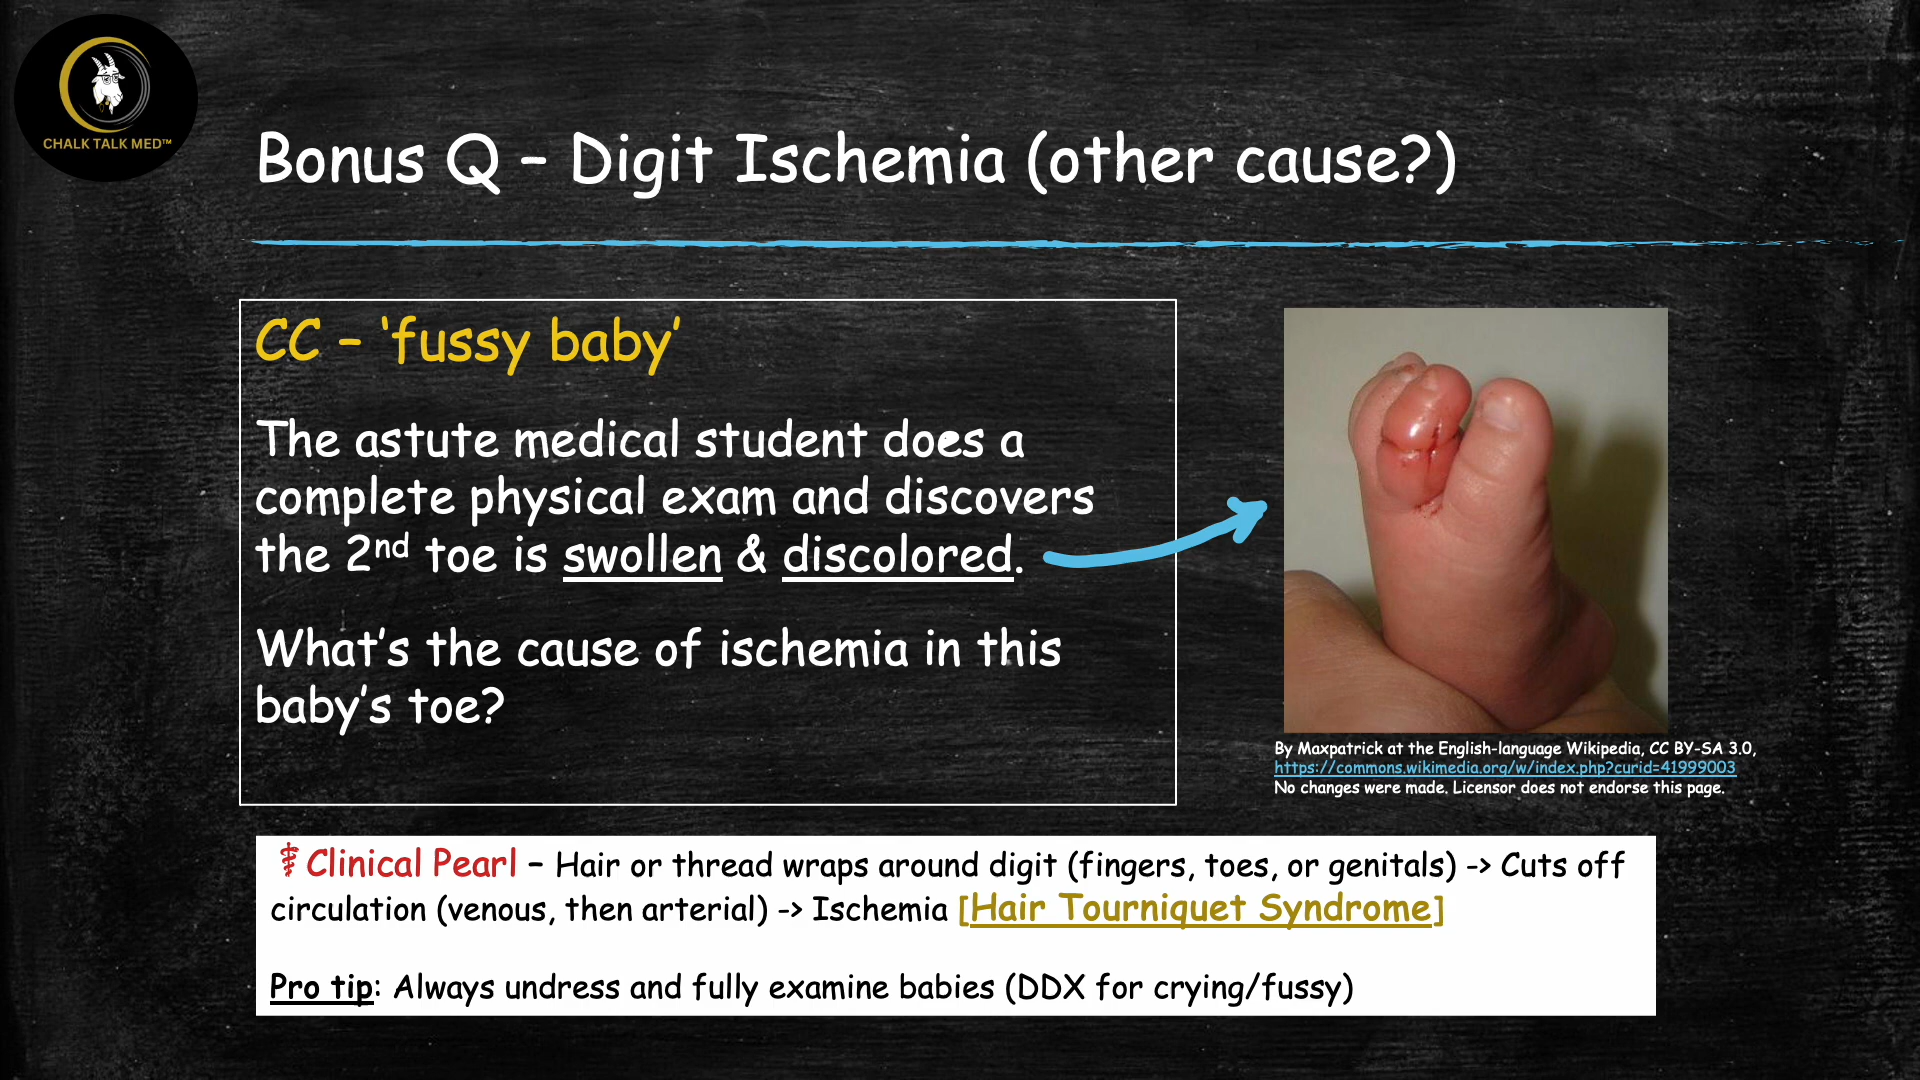 CHALK TALK MED™
Bonus Q – Digit Ischemia (other cause?)
CC – ‘fussy baby’
The astute medical student does a
complete physical exam and discovers
the 2nd toe is swollen & discolored.
What’s the cause of ischemia in this
baby’s toe?
By Maxpatrick at the English-language Wikipedia, CC BY-SA 3.0,
https://commons.wikimedia.org/w/index.php?curid=41999003
No changes were made. Licensor does not endorse this page.
⚕Clinical Pearl – Hair or thread wraps around digit (fingers, toes, or genitals) -> Cuts off
circulation (venous, then arterial) -> Ischemia [Hair Tourniquet Syndrome]
Pro tip: Always undress and fully examine babies (DDX for crying/fussy)